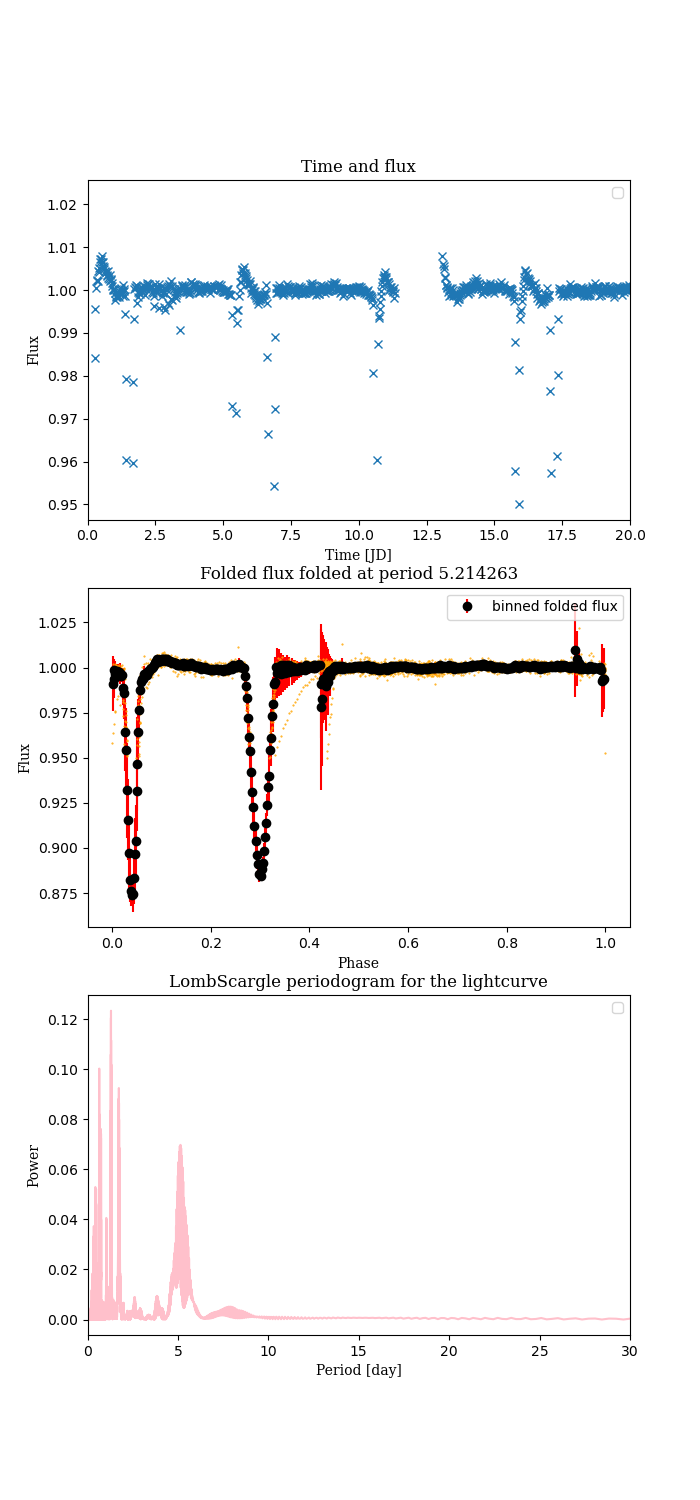 Time and flux
1.02
1.01
1.00
0.99
0.98
0.97
0.96
0.95
Flux
0.0 2.5 5.0 7.5 10.0 12.5 15.0 17.5 20.0
Time [JD]
Folded flux folded at period 5.214263
binned folded flux
1.025
1.000
0.975
0.950
0.925
0.900
0.875
Flux
0.0 0.2 0.4 0.6 0.8 1.0
Phase
LombScargle periodogram for the lightcurve
0.12
0.10
0.08
0.06
0.04
0.02
0.00
Power
0 5 10 15 20 25 30
Period [day]